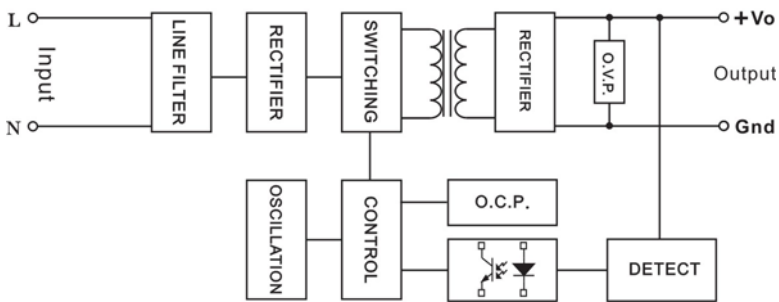 L
Input
N
LINE FILTER
RECTIFIER
SWITCHING
RECTIFIER
O.V.P.
+Vo
Output
Gnd
OSCILLATION
CONTROL
O.C.P.
DETECT